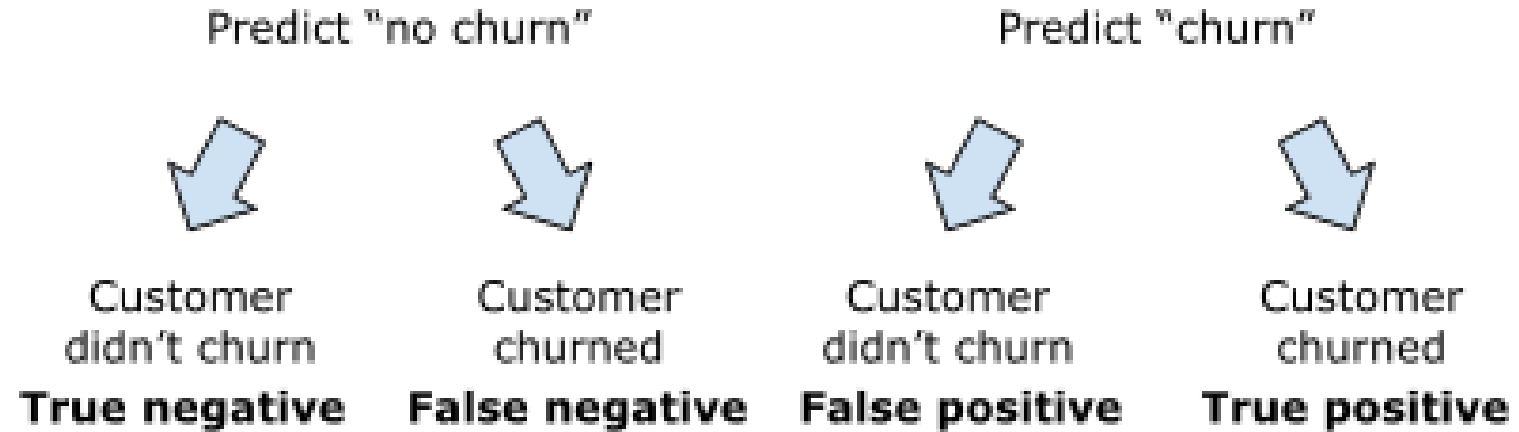 Predict “no churn”
Predict “churn”
Customer
didn’t churn
True negative
Customer
churned
False negative
Customer
didn’t churn
False positive
Customer
churned
True positive